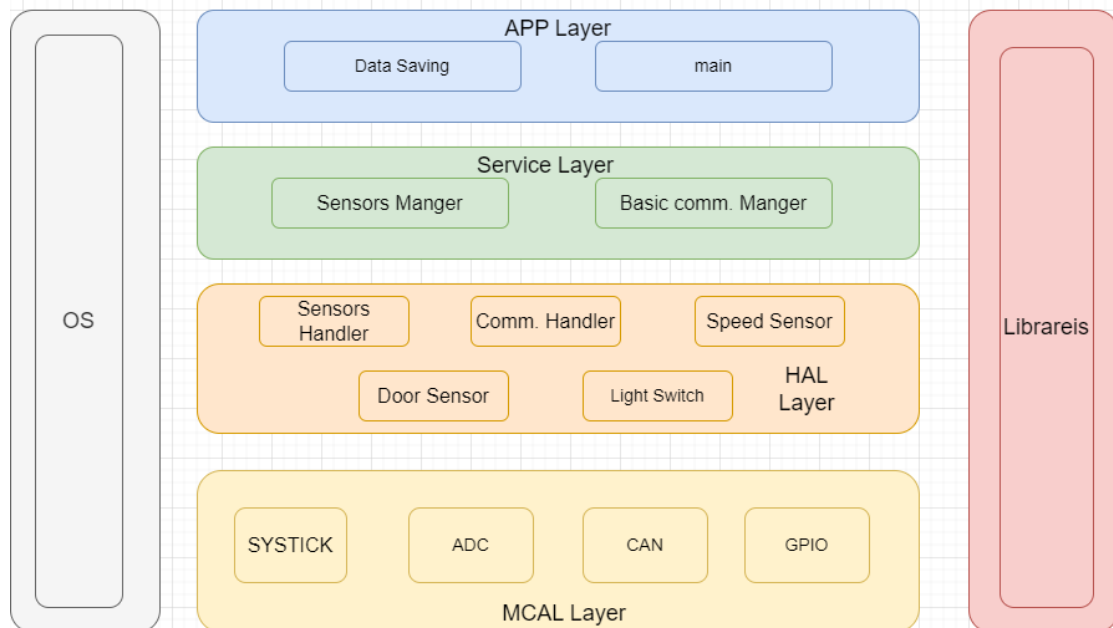 APP Layer
Data Saving
main
Service Layer
Sensors Manger
Basic comm. Manger
Sensors
Handler
Comm. Handler
Speed Sensor
Door Sensor
Light Switch
HAL
Layer
OS
Librareis
SYSTICK
ADC
CAN
GPIO
MCAL Layer